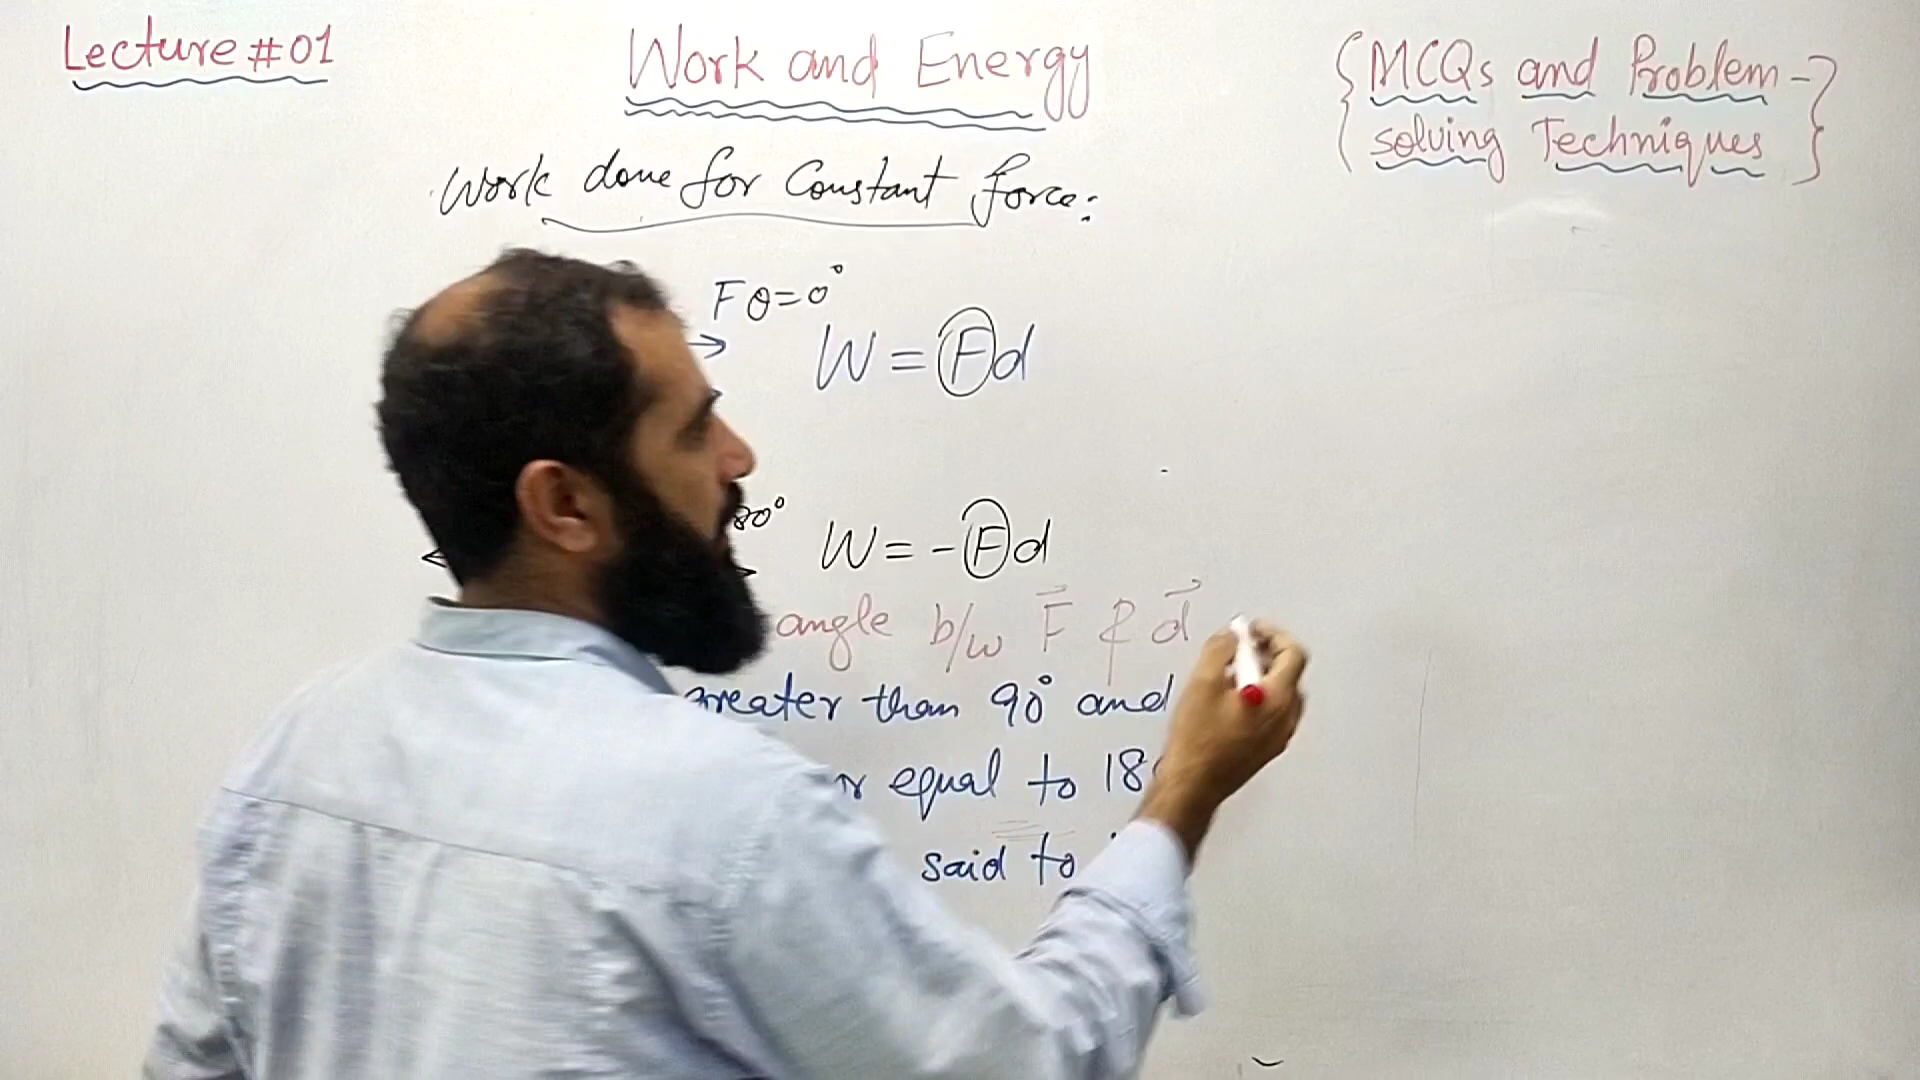 Lecture #01
Work and Energy
{MCQs and Problem-
solving Techniques}
Work done for Constant force:
F θ=0°
W = Fd
80°
W = -Fd
angle b/w F⃗ & d⃗
greater than 90° and
equal to 18
said to